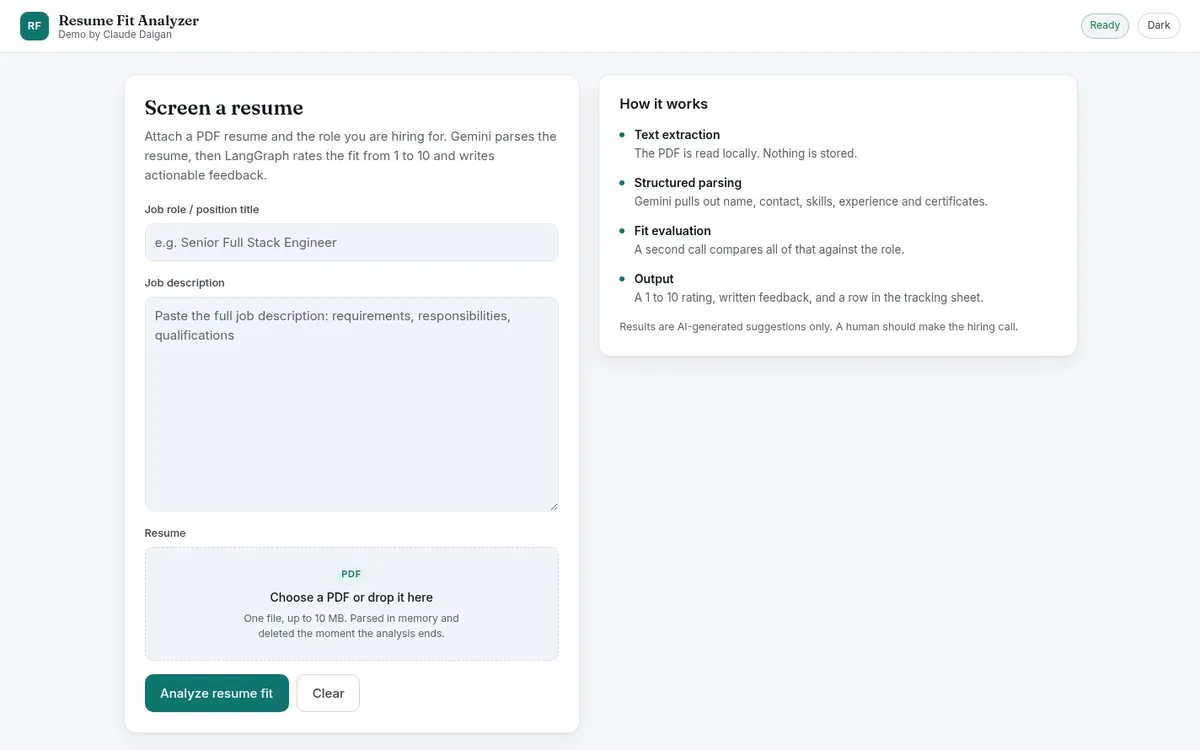 RF
Resume Fit Analyzer
Demo by Claude Daigan
Ready
Dark
Screen a resume
Attach a PDF resume and the role you are hiring for. Gemini parses the
resume, then LangGraph rates the fit from 1 to 10 and writes
actionable feedback.
Job role / position title
e.g. Senior Full Stack Engineer
Job description
Paste the full job description: requirements, responsibilities,
qualifications
Resume
PDF
Choose a PDF or drop it here
One file, up to 10 MB. Parsed in memory and
deleted the moment the analysis ends.
Analyze resume fit
Clear
How it works
Text extraction
The PDF is read locally. Nothing is stored.
Structured parsing
Gemini pulls out name, contact, skills, experience and certificates.
Fit evaluation
A second call compares all of that against the role.
Output
A 1 to 10 rating, written feedback, and a row in the tracking sheet.
Results are AI-generated suggestions only. A human should make the hiring call.